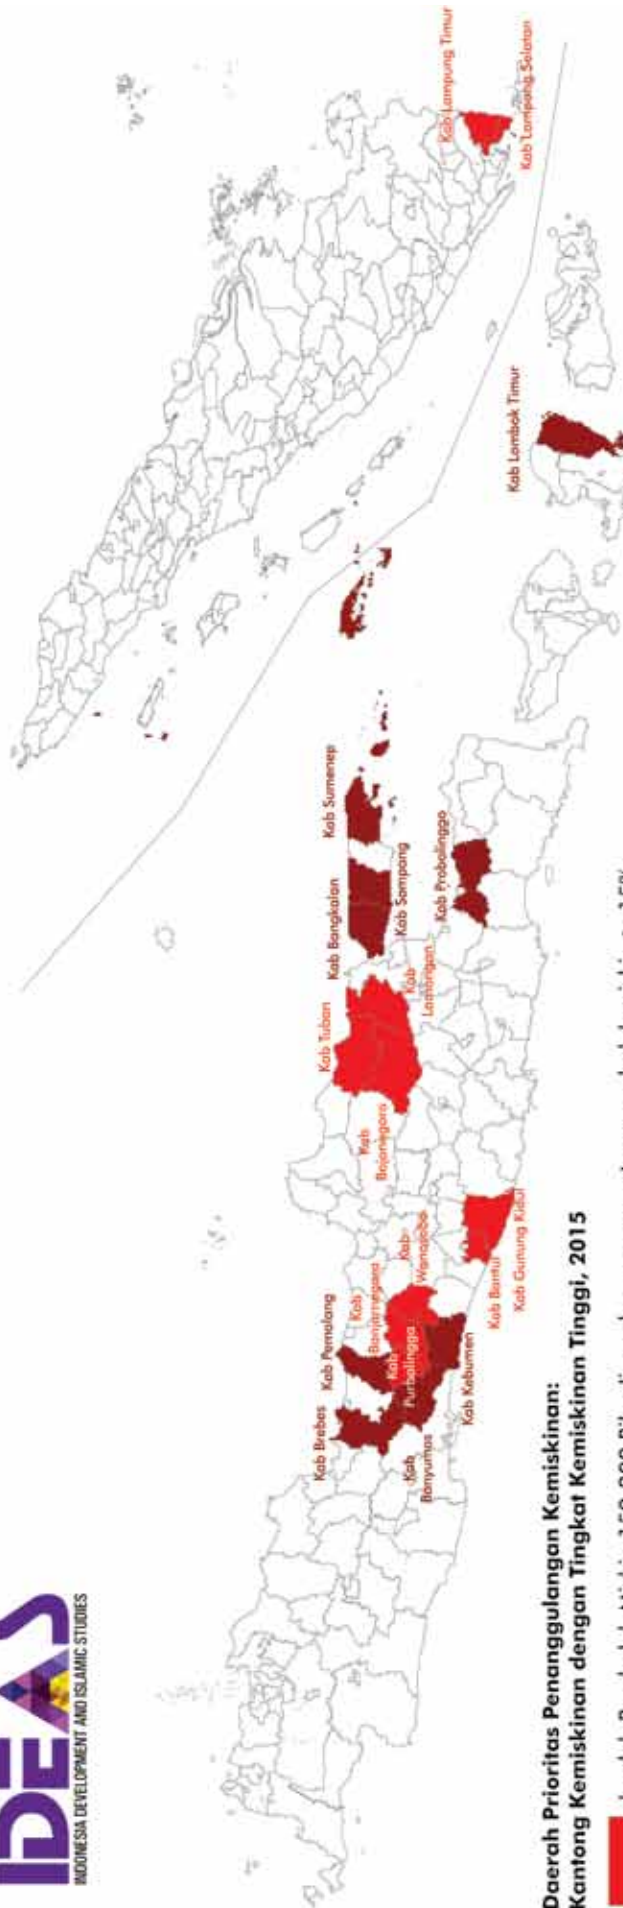 IDEAS
INDONESIA DEVELOPMENT AND ISLAMIC STUDIES
Kab Lampung Timur
Kab Lampung Selatan
Kab Lombok Timur
Kab Sumenep
Kab Bangkalan
Kab Sampang
Kab Probolinggo
Kab Tuban
Kab
Lamongan
Kab
Bojonegoro
Kab Pemalang
Kab
Banjarnegara
Kab
Wonosobo
Kab Brebes
Kab
Purbalingga
Kab
Banyumas
Kab Kebumen
Kab Bantul
Kab Gunung Kidul
Daerah Prioritas Penanggulangan Kemiskinan:
Kantong Kemiskinan dengan Tingkat Kemiskinan Tinggi, 2015